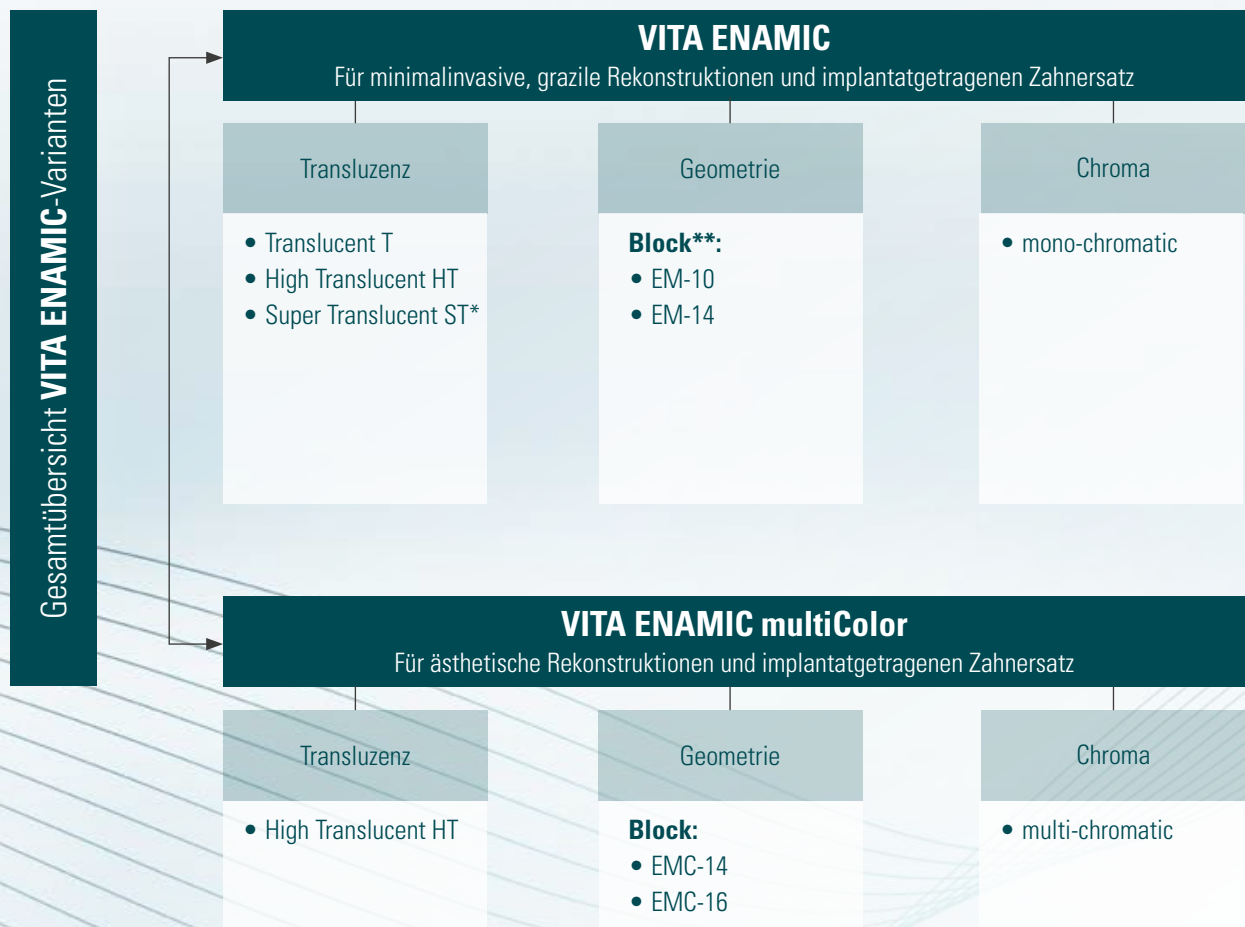 Gesamtübersicht VITA ENAMIC-Varianten
VITA ENAMIC
Für minimalinvasive, grazile Rekonstruktionen und implantatgetragenen Zahnersatz
Transluzenz
• Translucent T
• High Translucent HT
• Super Translucent ST*
Geometrie
Block**:
• EM-10
• EM-14
Chroma
• mono-chromatic
VITA ENAMIC multiColor
Für ästhetische Rekonstruktionen und implantatgetragenen Zahnersatz
Transluzenz
• High Translucent HT
Geometrie
Block:
• EMC-14
• EMC-16
Chroma
• multi-chromatic